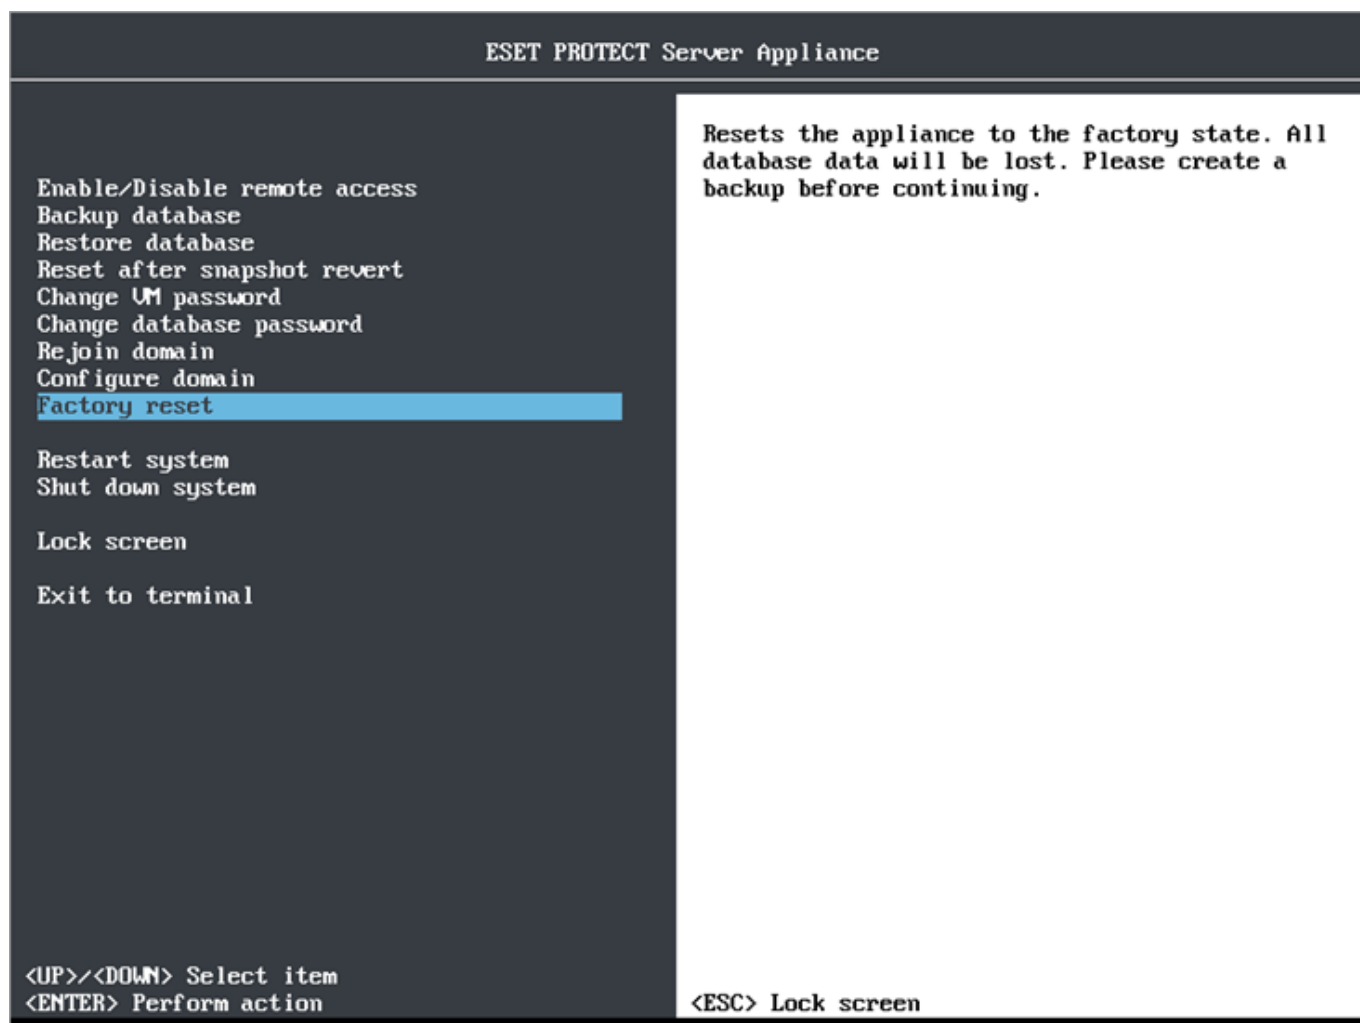 ESET PROTECT Server Appliance
Enable/Disable remote access
Backup database
Restore database
Reset after snapshot revert
Change VM password
Change database password
Rejoin domain
Configure domain
Factory reset
Restart system
Shut down system
Lock screen
Exit to terminal
<UP>/<DOWN> Select item
<ENTER> Perform action
Resets the appliance to the factory state. All
database data will be lost. Please create a
backup before continuing.
<ESC> Lock screen